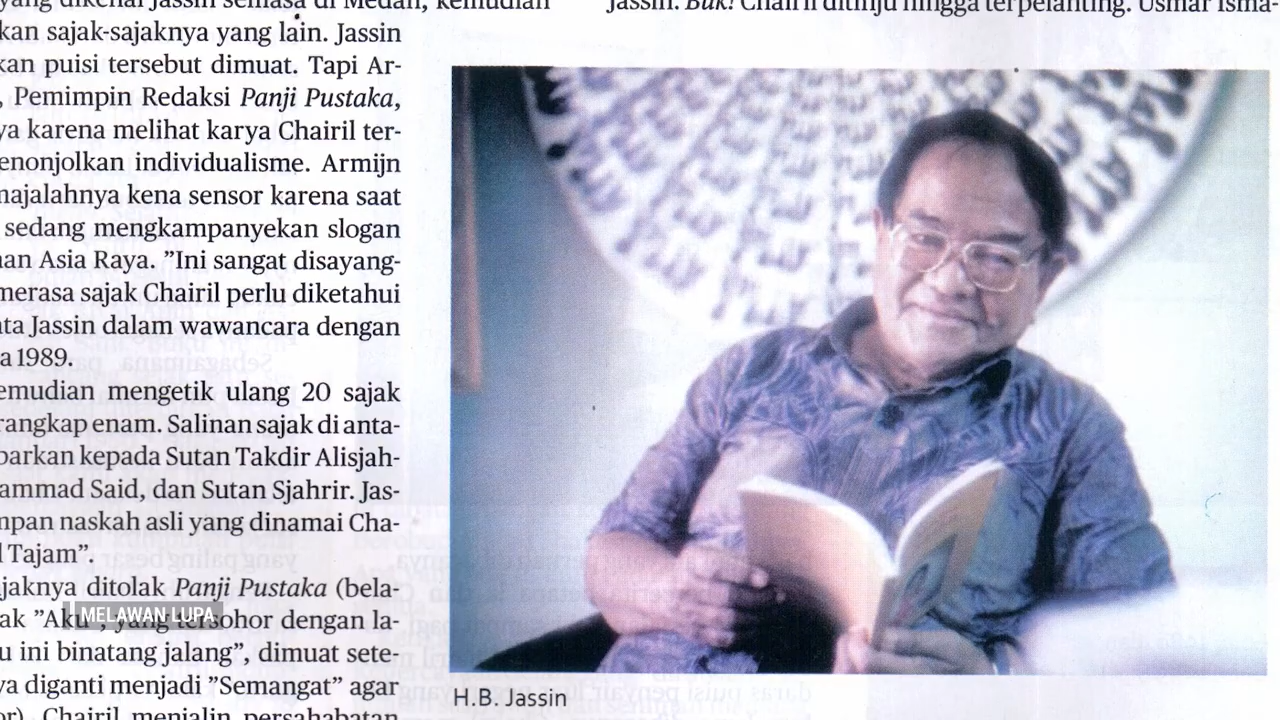 yang dikenal Jassin semasa di Medan, kemudian
kan sajak-sajaknya yang lain. Jassin
kan puisi tersebut dimuat. Tapi Ar-
, Pemimpin Redaksi Panji Pustaka,
ya karena melihat karya Chairil ter-
enonjolkan individualisme. Armijn
majalahnya kena sensor karena saat
sedang mengkampanyekan slogan
nan Asia Raya. ”Ini sangat disayang-
merasa sajak Chairil perlu diketahui
ata Jassin dalam wawancara dengan
a 1989.
emudian mengetik ulang 20 sajak
rangkap enam. Salinan sajak di anta-
barkan kepada Sutan Takdir Alisjah-
ammad Said, dan Sutan Sjahrir. Jas-
npan naskah asli yang dinamai Cha-
l Tajam”.
ajaknya ditolak Panji Pustaka (bela-
ak ”Aku”, yang tersohor dengan la-
u ini binatang jalang”, dimuat sete-
ya diganti menjadi ”Semangat” agar
or). Chairil menjalin persahabatan
MELAWAN LUPA
Jassin. Buk! Chairil ditinju hingga terpelanting. Usmar Isma-
H.B. Jassin